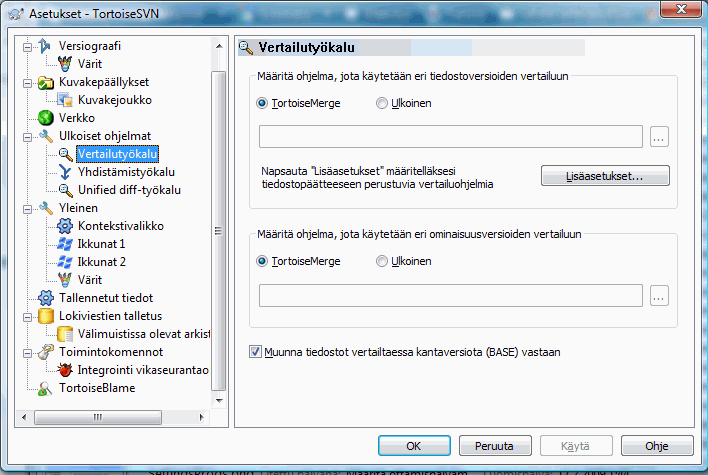 Asetukset - TortoiseSVN
Versiografi
Värit
Kuvakepäällykset
Kuvakejoukko
Verkko
Ulkoiset ohjelmat
Vertailutyökalu
Yhdistämistyökalu
Unified diff-työkalu
Yleinen
Kontekstivalikko
Ikkunat 1
Ikkunat 2
Värit
Tallennetut tiedot
Lokiviestien talletus
Välimuistissa olevat arkist
Toimintokomennot
Integrointi vikaseurantao
TortoiseBlame
Vertailutyökalu
Määritä ohjelma, jota käytetään eri tiedostoversioiden vertailuun
TortoiseMerge
Ulkoinen
...
Napsauta "Lisäasetukset" määritelläksesi
tiedostopäätteeseen perustuvia vertailuohjelmia
Lisäasetukset...
Määritä ohjelma, jota käytetään eri ominaisuusversioiden vertailuun
TortoiseMerge
Ulkoinen
...
Muunna tiedostot vertailtaessa kantaversiota (BASE) vastaan
OK
Peruuta
Käytä
Ohje